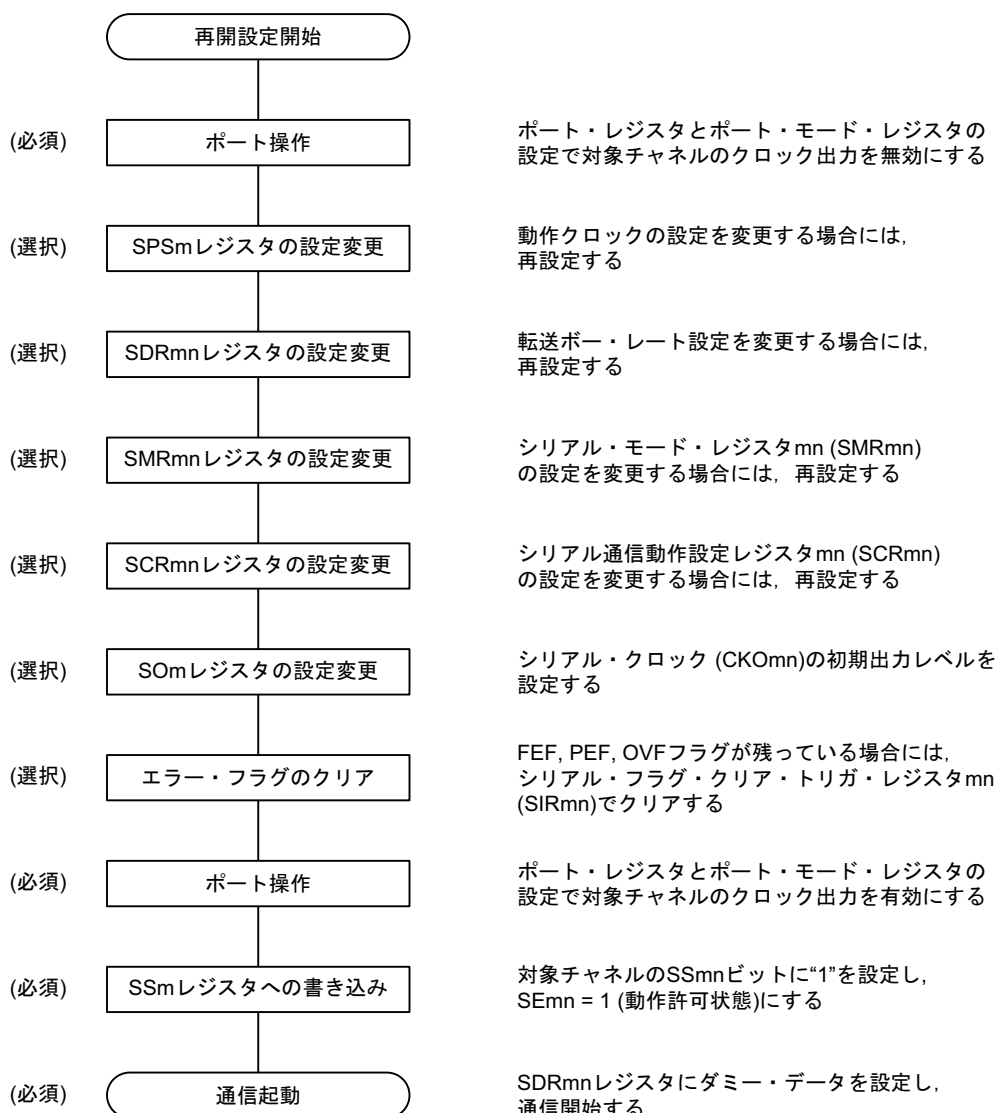 再開設定開始
(必須)
ポート操作
ポート・レジスタとポート・モード・レジスタの
設定で対象チャネルのクロック出力を無効にする
(選択)
SPSmレジスタの設定変更
動作クロックの設定を変更する場合には,
再設定する
(選択)
SDRmnレジスタの設定変更
転送ボー・レート設定を変更する場合には,
再設定する
(選択)
SMRmnレジスタの設定変更
シリアル・モード・レジスタmn (SMRmn)
の設定を変更する場合には, 再設定する
(選択)
SCRmnレジスタの設定変更
シリアル通信動作設定レジスタmn (SCRmn)
の設定を変更する場合には, 再設定する
(選択)
SOmレジスタの設定変更
シリアル・クロック (CKOmn)の初期出力レベルを
設定する
(選択)
エラー・フラグのクリア
FEF, PEF, OVFフラグが残っている場合には,
シリアル・フラグ・クリア・トリガ・レジスタmn
(SIRmn)でクリアする
(必須)
ポート操作
ポート・レジスタとポート・モード・レジスタの
設定で対象チャネルのクロック出力を有効にする
(必須)
SSmレジスタへの書き込み
対象チャネルのSSmnビットに“1”を設定し,
SEmn = 1 (動作許可状態)にする
(必須)
通信起動
SDRmnレジスタにダミー・データを設定し,
通信開始する